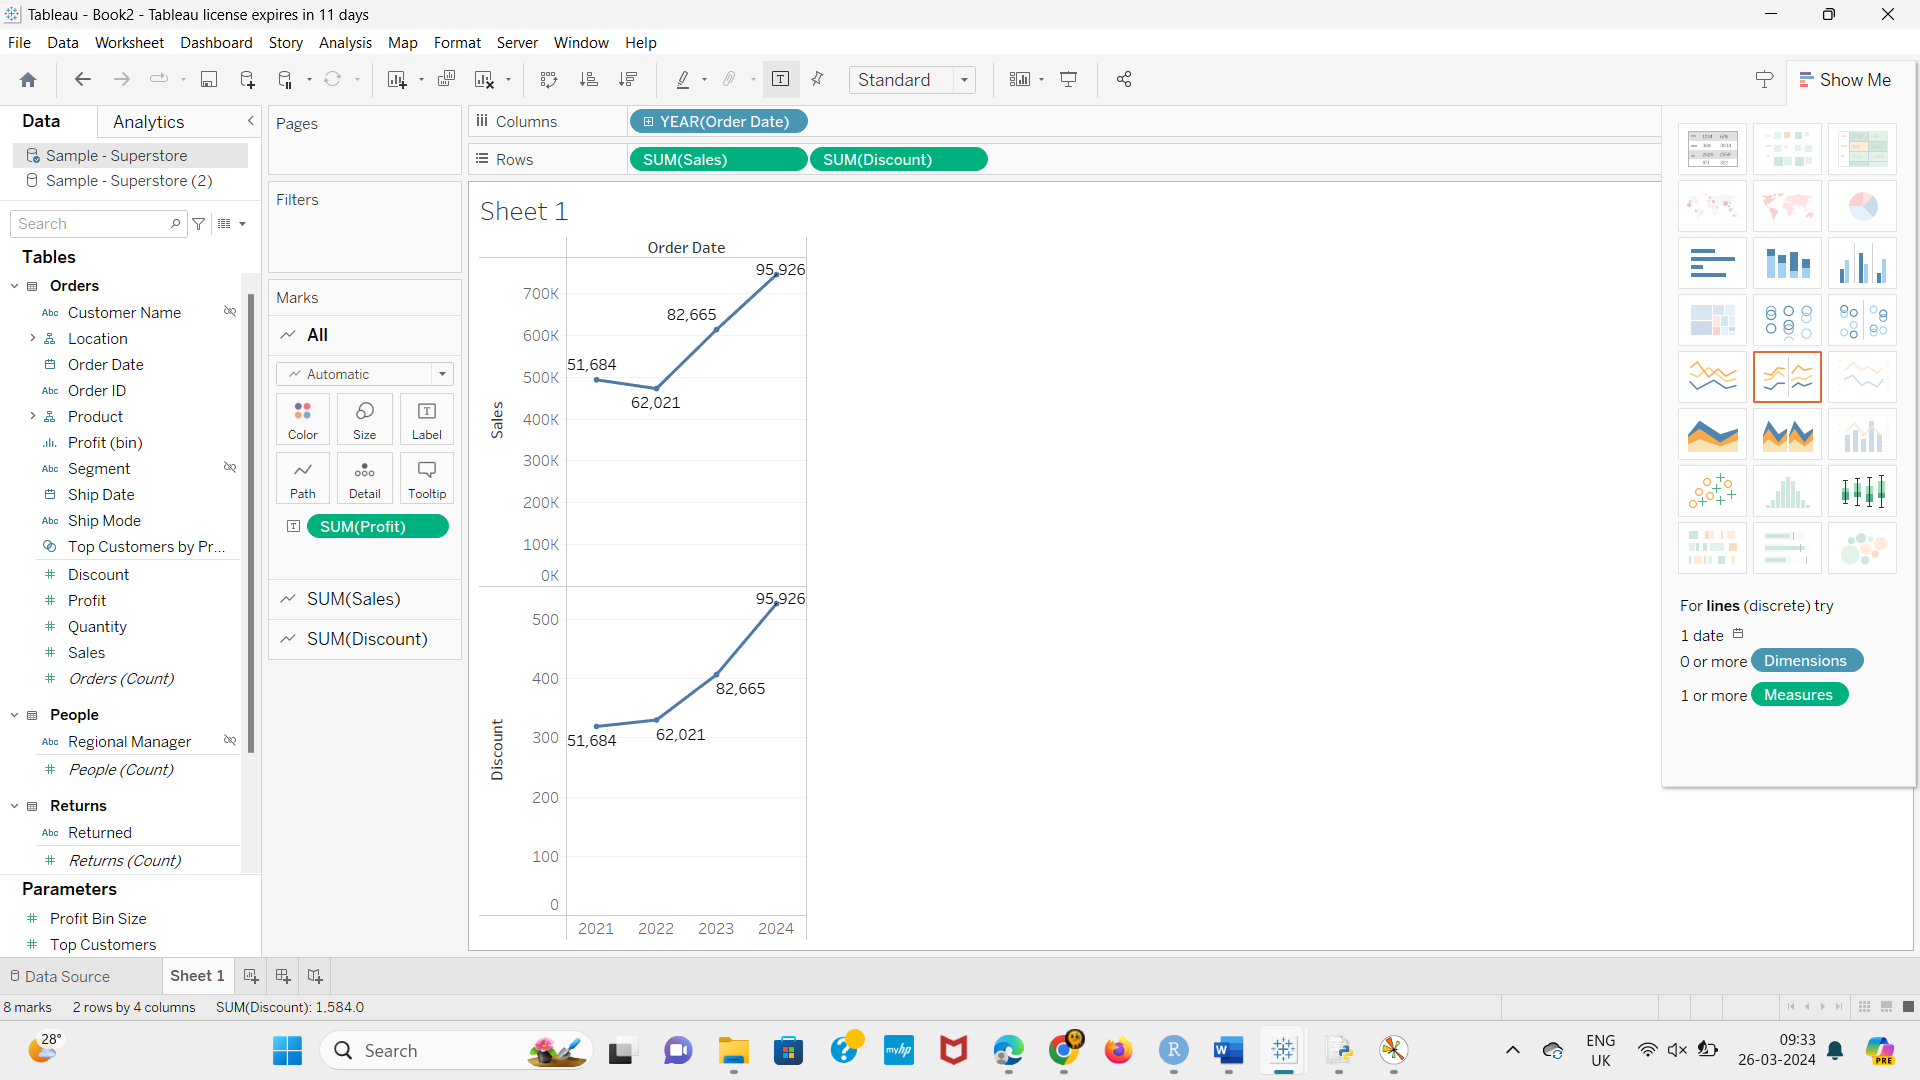 Tableau - Book2 - Tableau license expires in 11 days
File Data Worksheet Dashboard Story Analysis Map Format Server Window Help
Standard
Show Me
Data Analytics
Sample - Superstore
Sample - Superstore (2)
Search
Tables
Orders
Abc Customer Name
Location
Order Date
Abc Order ID
Product
Profit (bin)
Abc Segment
Ship Date
Abc Ship Mode
Top Customers by Pr...
# Discount
# Profit
# Quantity
# Sales
# Orders (Count)
People
Abc Regional Manager
# People (Count)
Returns
Abc Returned
# Returns (Count)
Parameters
# Profit Bin Size
# Top Customers
Pages
Filters
Marks
All
Automatic
Color Size Label
Path Detail Tooltip
SUM(Profit)
SUM(Sales)
SUM(Discount)
Columns YEAR(Order Date)
Rows SUM(Sales) SUM(Discount)
Sheet 1
Order Date
Sales
700K
600K
500K
400K
300K
200K
100K
0K
51,684
62,021
82,665
95,926
Discount
500
400
300
200
100
0
51,684
62,021
82,665
95,926
2021 2022 2023 2024
For lines (discrete) try
1 date
0 or more Dimensions
1 or more Measures
Data Source Sheet 1
8 marks 2 rows by 4 columns SUM(Discount): 1,584.0
28°
Search
myhp
R
W
ENG
UK
09:33
26-03-2024
PRE